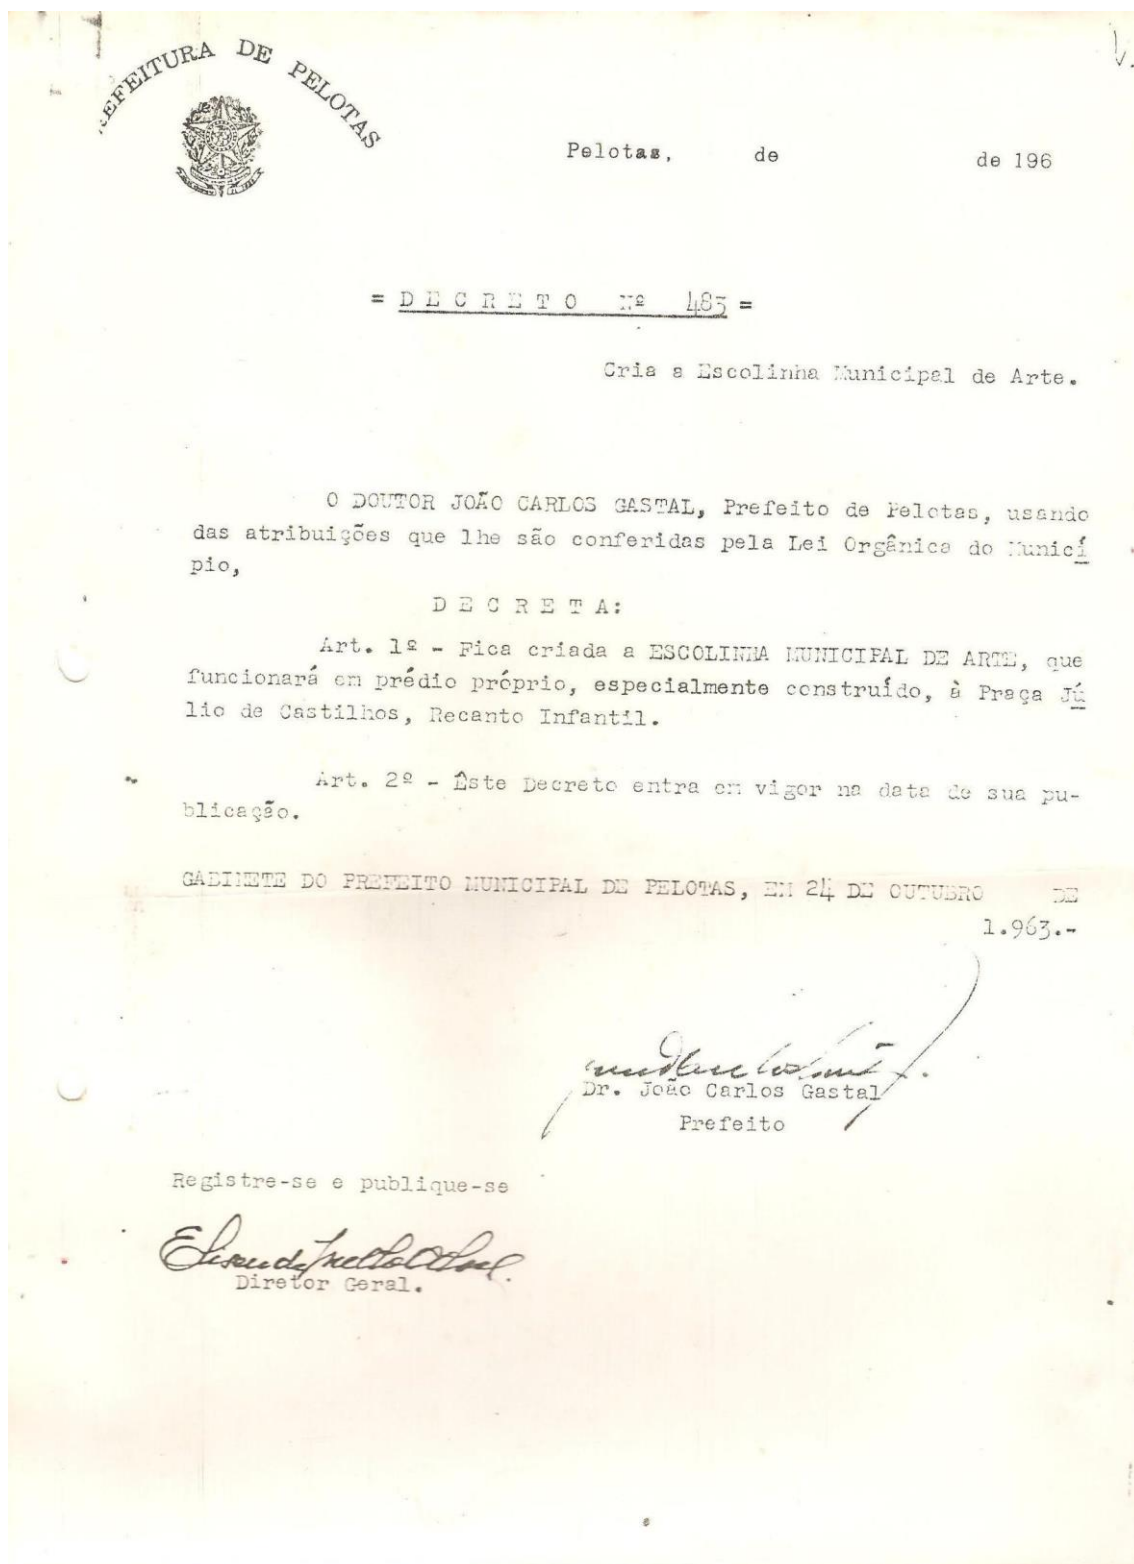 PREFEITURA DE PELOTAS
Pelotas, de de 196
= D E C R E T O Nº 483 =
Cria a Escolinha Municipal de Arte.
O DOUTOR JOÃO CARLOS GASTAL, Prefeito de Pelotas, usando
das atribuições que lhe são conferidas pela Lei Orgânica do Municí
pio,
D E C R E T A:
Art. 1º - Fica criada a ESCOLINHA MUNICIPAL DE ARTE, que
funcionará em prédio próprio, especialmente construído, à Praça Jú
lio de Castilhos, Recanto Infantil.
Art. 2º - Êste Decreto entra em vigor na data de sua pu-
blicação.
GABINETE DO PREFEITO MUNICIPAL DE PELOTAS, EM 24 DE OUTUBRO DE
1.963.-
Dr. João Carlos Gastal
Prefeito
Registre-se e publique-se
Diretor Geral.